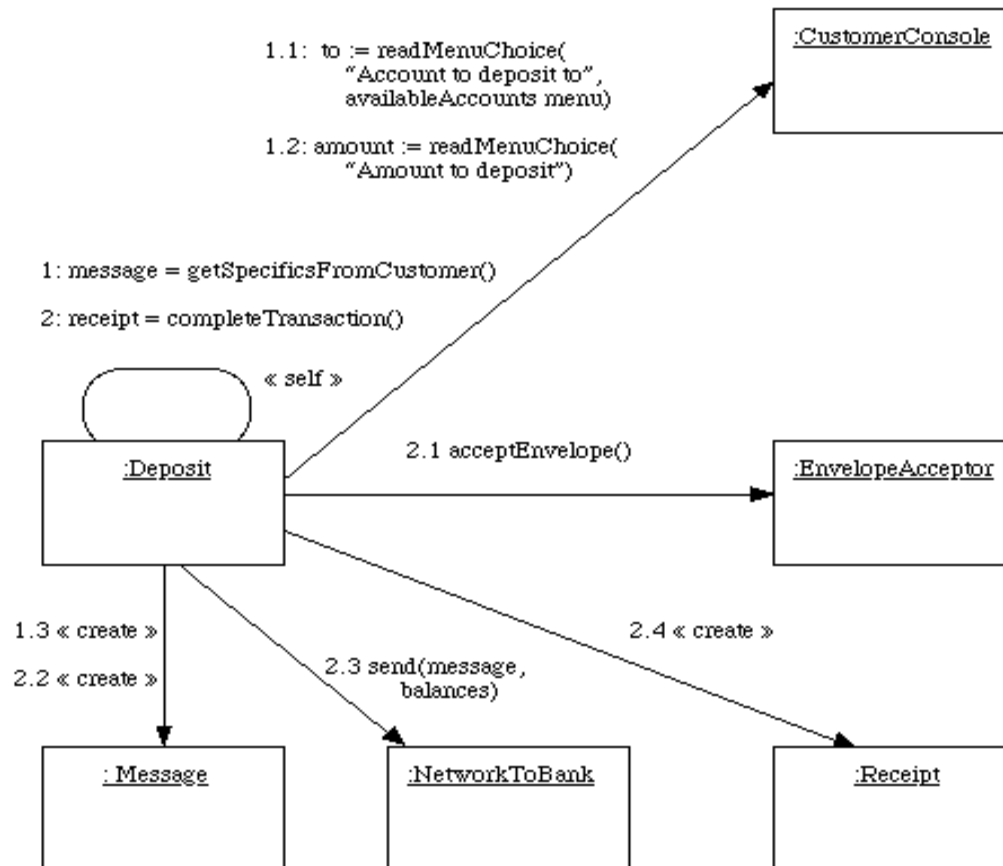 :CustomerConsole
1.1:  to := readMenuChoice(
“Account to deposit to”,
availableAccounts menu)
1.2: amount := readMenuChoice(
“Amount to deposit”)
1: message = getSpecificsFromCustomer()
2: receipt = completeTransaction()
« self »
:Deposit
2.1 acceptEnvelope()
:EnvelopeAcceptor
1.3 « create »
2.2 « create »
2.3 send(message,
balances)
2.4 « create »
: Message
:NetworkToBank
:Receipt